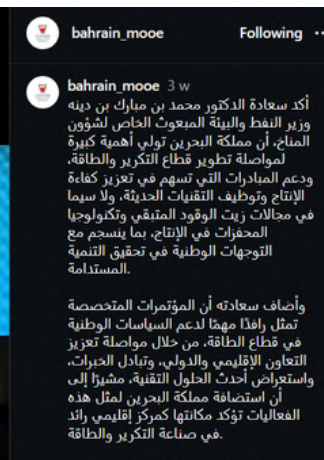 bahrain_mooe Following ..
bahrain_mooe 3 w
أكد سعادة الدكتور محمد بن مبارك بن دينه
وزير النفط والبيئة المبعوث الخاص لشؤون
المناخ، أن مملكة البحرين تولي أهمية كبيرة
لمواصلة تطوير قطاع التكرير والطاقة،
ودعم المبادرات التي تسهم في تعزيز كفاءة
الإنتاج وتوظيف التقنيات الحديثة، ولا سيما
في مجالات زيت الوقود المتبقي وتكنولوجيا
المحفزات في الإنتاج، بما ينسجم مع
التوجهات الوطنية في تحقيق التنمية
المستدامة.
وأضاف سعادته أن المؤتمرات المتخصصة
تمثل رافدًا مهمًا لدعم السياسات الوطنية
في قطاع الطاقة، من خلال مواصلة تعزيز
التعاون الإقليمي والدولي، وتبادل الخبرات،
واستعراض أحدث الحلول التقنية، مشيرًا إلى
أن استضافة مملكة البحرين لمثل هذه
الفعاليات تؤكد مكانتها كمركز إقليمي رائد
في صناعة التكرير والطاقة.